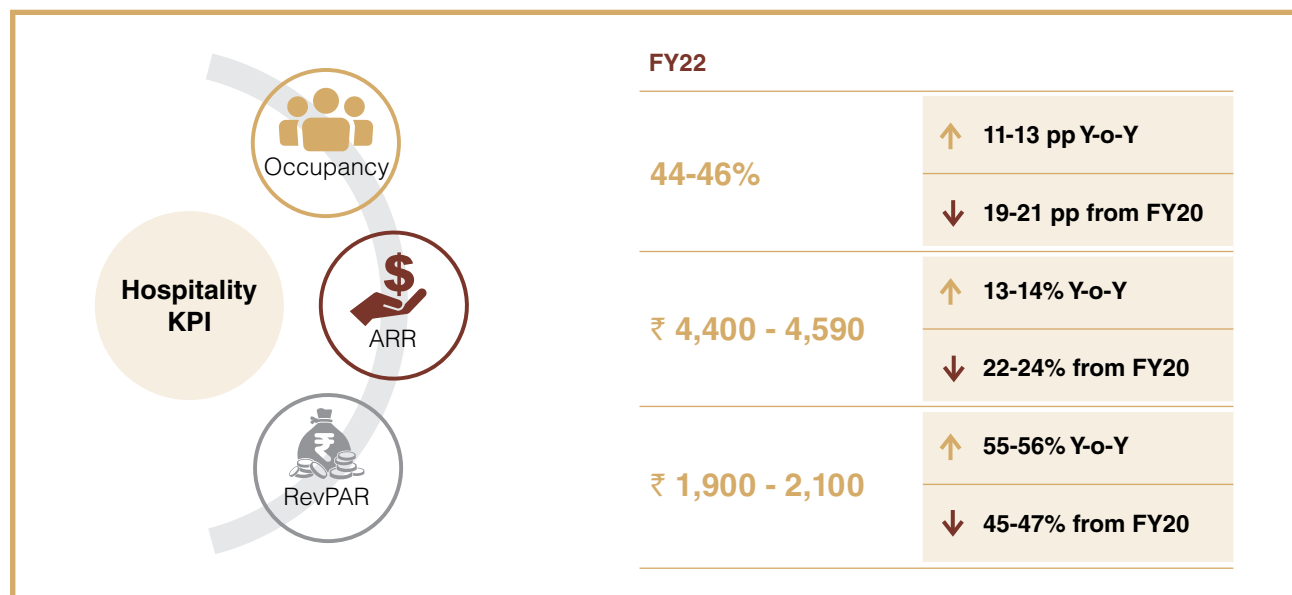 Hospitality
KPI
Occupancy
$
ARR
₹
RevPAR
FY22
44-46%
11-13 pp Y-o-Y
19-21 pp from FY20
₹ 4,400 - 4,590
13-14% Y-o-Y
22-24% from FY20
₹ 1,900 - 2,100
55-56% Y-o-Y
45-47% from FY20